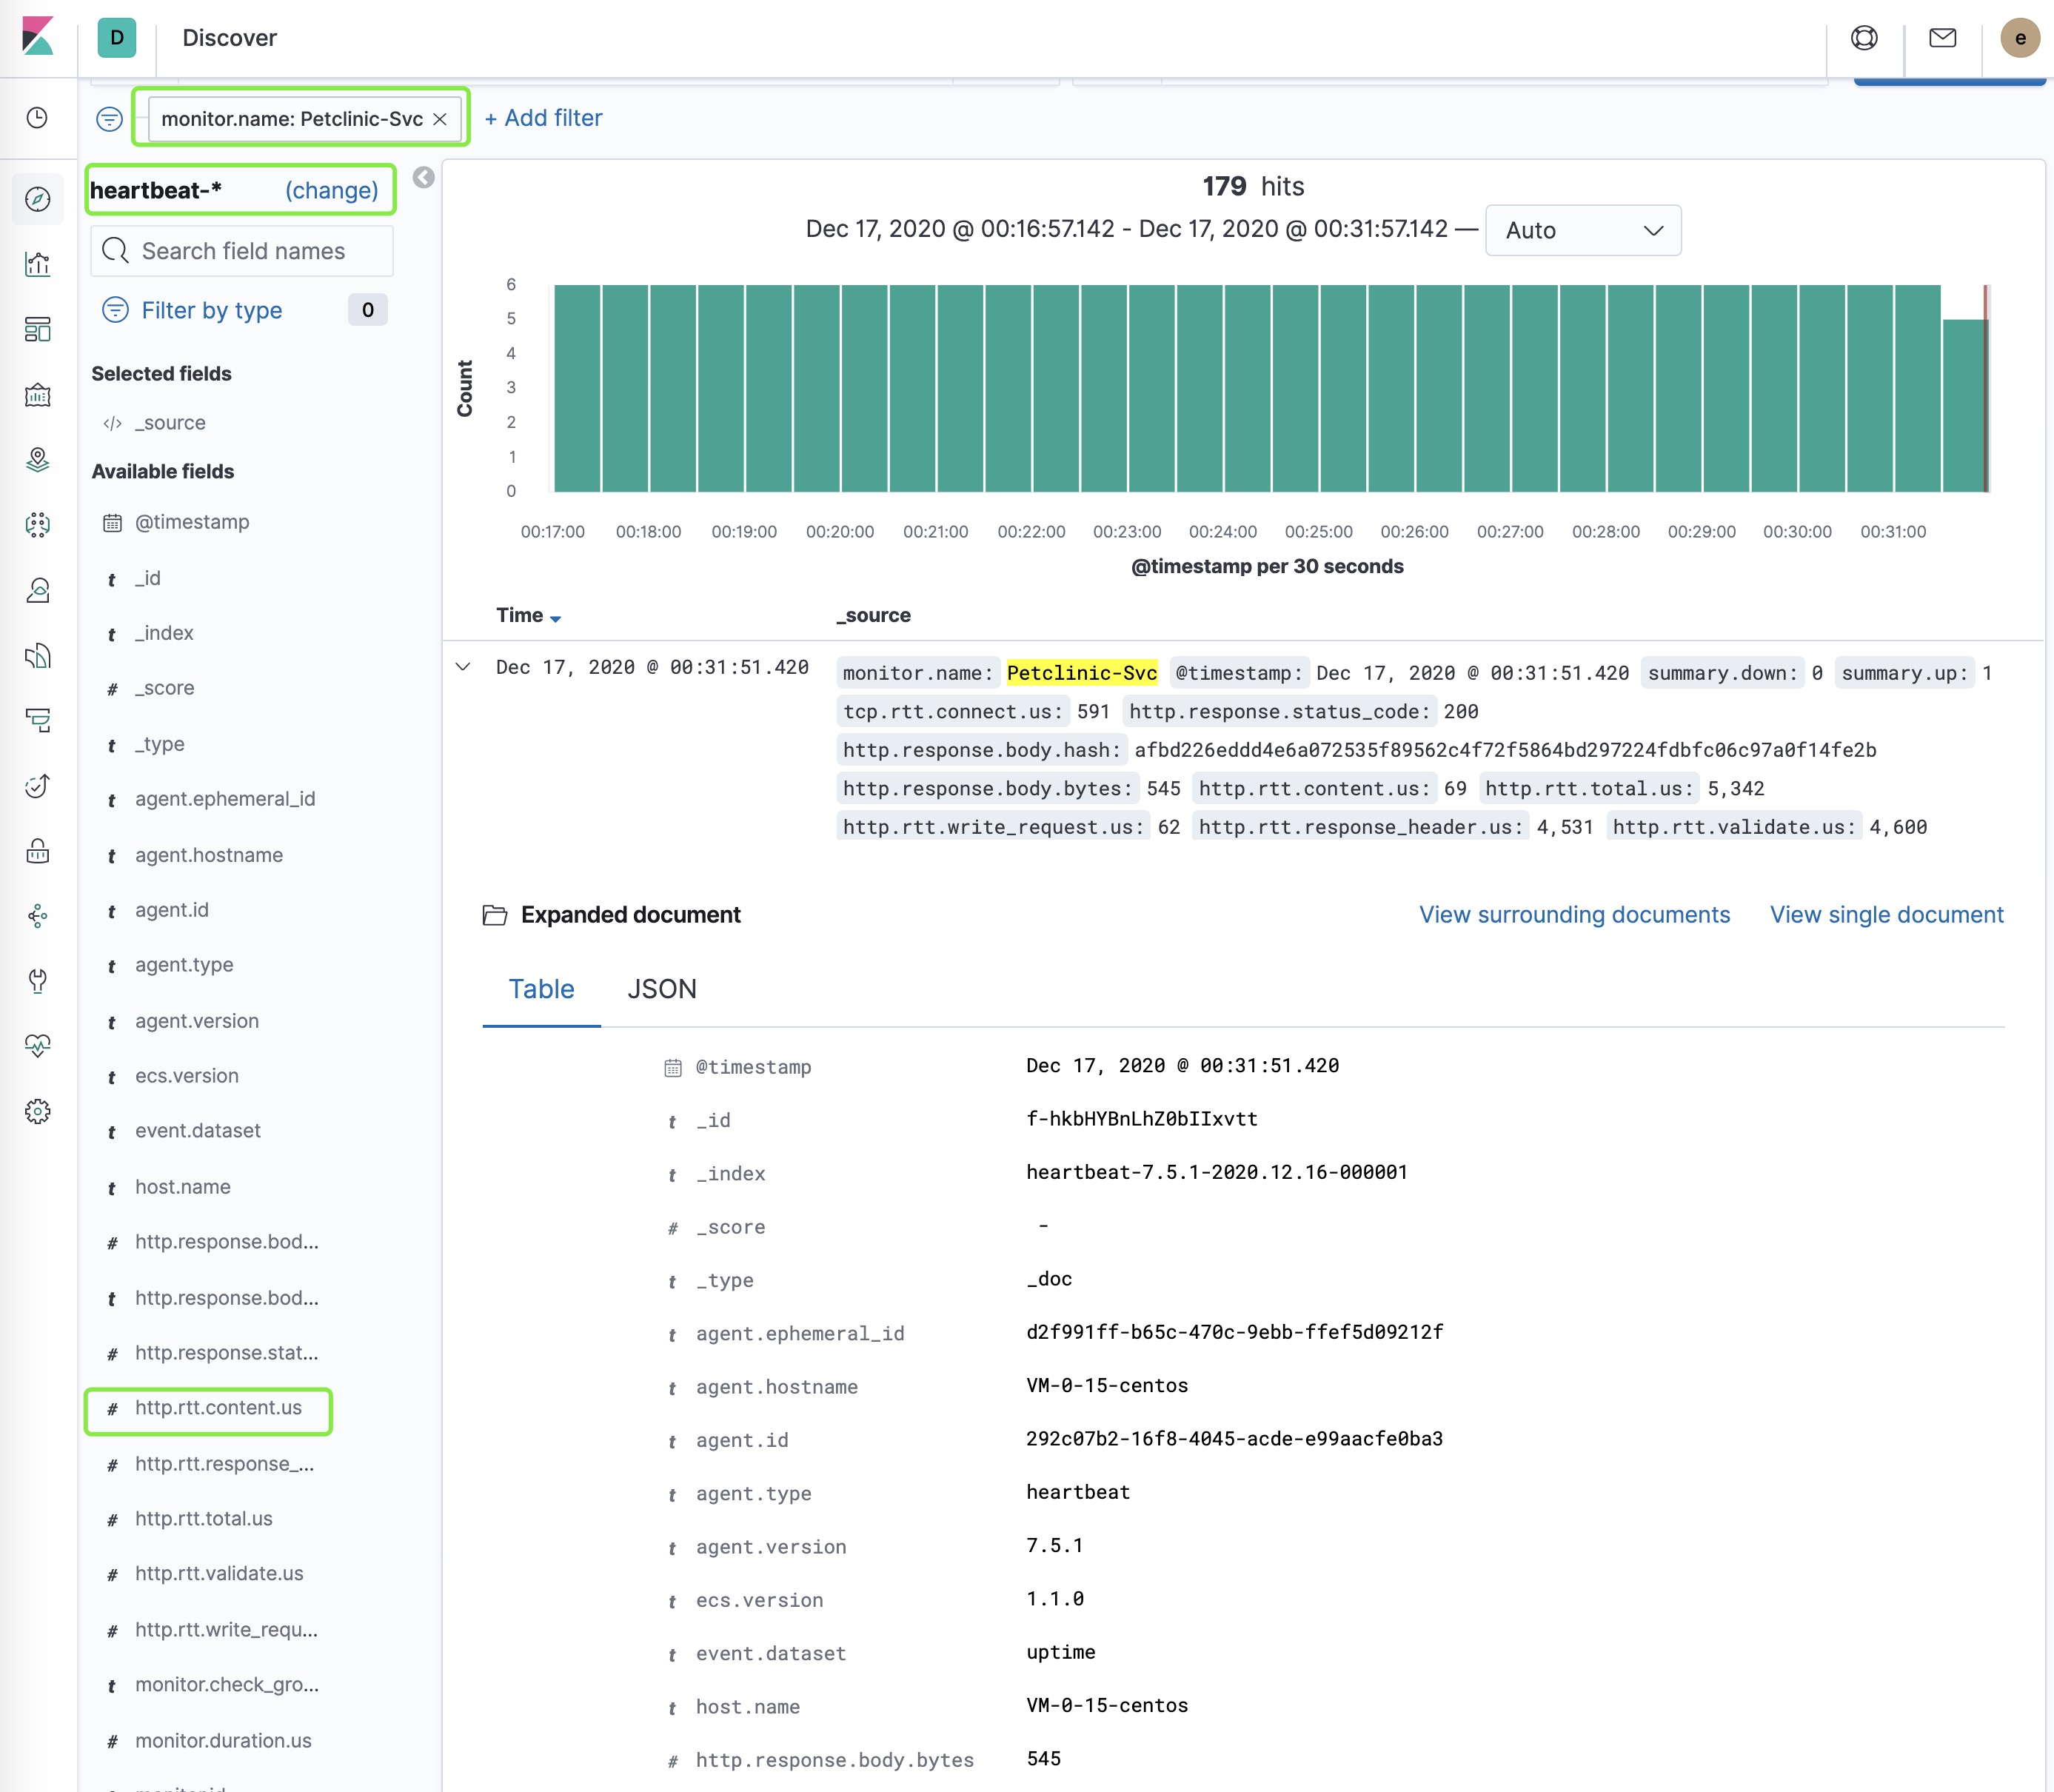 D Discover e
monitor.name: Petclinic-Svc × + Add filter
heartbeat-* (change)
Search field names
Filter by type 0
Selected fields
_source
Available fields
@timestamp
t _id
t _index
# _score
t _type
t agent.ephemeral_id
t agent.hostname
t agent.id
t agent.type
t agent.version
t ecs.version
t event.dataset
t host.name
# http.response.bod...
t http.response.bod...
# http.response.stat...
# http.rtt.content.us
# http.rtt.response_...
# http.rtt.total.us
# http.rtt.validate.us
# http.rtt.write_requ...
t monitor.check_gro...
# monitor.duration.us
179 hits
Dec 17, 2020 @ 00:16:57.142 - Dec 17, 2020 @ 00:31:57.142 — Auto
Count
6
5
4
3
2
1
0
00:17:00 00:18:00 00:19:00 00:20:00 00:21:00 00:22:00 00:23:00 00:24:00 00:25:00 00:26:00 00:27:00 00:28:00 00:29:00 00:30:00 00:31:00
@timestamp per 30 seconds
Time _source
Dec 17, 2020 @ 00:31:51.420 monitor.name: Petclinic-Svc @timestamp: Dec 17, 2020 @ 00:31:51.420 summary.down: 0 summary.up: 1
tcp.rtt.connect.us: 591 http.response.status_code: 200
http.response.body.hash: afbd226eddd4e6a072535f89562c4f72f5864bd297224fdbfc06c97a0f14fe2b
http.response.body.bytes: 545 http.rtt.content.us: 69 http.rtt.total.us: 5,342
http.rtt.write_request.us: 62 http.rtt.response_header.us: 4,531 http.rtt.validate.us: 4,600
Expanded document View surrounding documents View single document
Table JSON
@timestamp Dec 17, 2020 @ 00:31:51.420
t _id f-hkbHYBnLhZ0bIIxvtt
t _index heartbeat-7.5.1-2020.12.16-000001
# _score -
t _type _doc
t agent.ephemeral_id d2f991ff-b65c-470c-9ebb-ffef5d09212f
t agent.hostname VM-0-15-centos
t agent.id 292c07b2-16f8-4045-acde-e99aacfe0ba3
t agent.type heartbeat
t agent.version 7.5.1
t ecs.version 1.1.0
t event.dataset uptime
t host.name VM-0-15-centos
# http.response.body.bytes 545